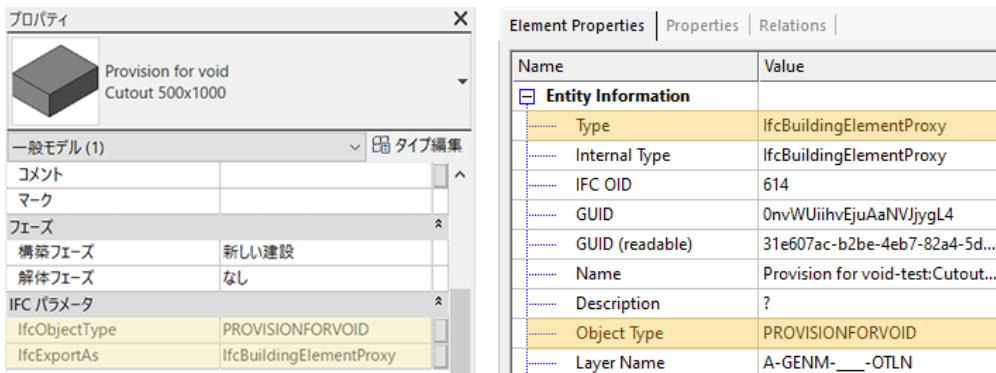 プロパティ
Provision for void
Cutout 500x1000
一般モデル (1)
タイプ編集
コメント
マーク
フェーズ
構築フェーズ 新しい建設
解体フェーズ なし
IFC パラメータ
IfcObjectType PROVISIONFORVOID
IfcExportAs IfcBuildingElementProxy
Element Properties Properties Relations
Name Value
Entity Information
Type IfcBuildingElementProxy
Internal Type IfcBuildingElementProxy
IFC OID 614
GUID 0nvWUiihvEjuAaNVJjygL4
GUID (readable) 31e607ac-b2be-4eb7-82a4-5d...
Name Provision for void-test:Cutout...
Description ?
Object Type PROVISIONFORVOID
Layer Name A-GENM-____-OTLN